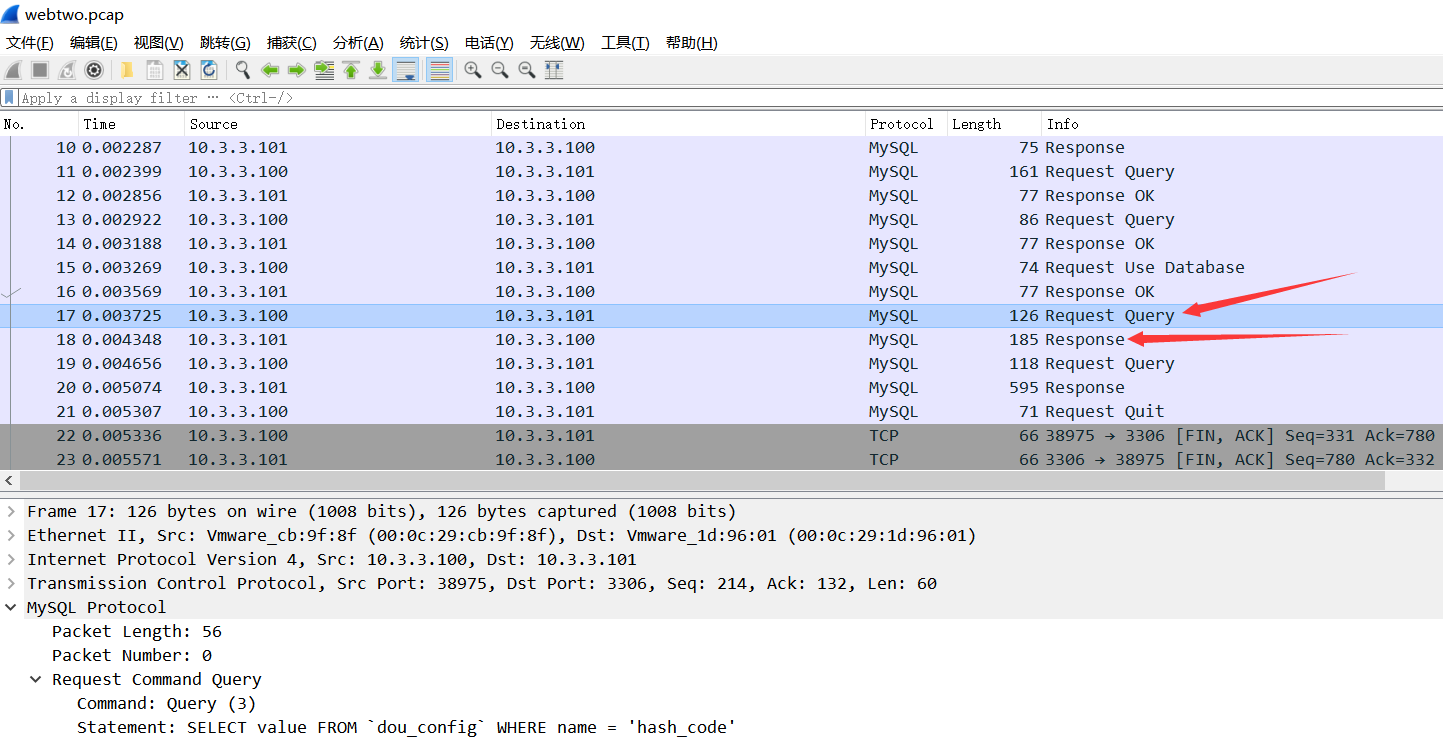 webtwo.pcap
文件(F) 编辑(E) 视图(V) 跳转(G) 捕获(C) 分析(A) 统计(S) 电话(Y) 无线(W) 工具(T) 帮助(H)
Apply a display filter … <Ctrl-/>
No. Time Source Destination Protocol Length Info
10 0.002287 10.3.3.101 10.3.3.100 MySQL 75 Response
11 0.002399 10.3.3.100 10.3.3.101 MySQL 161 Request Query
12 0.002856 10.3.3.101 10.3.3.100 MySQL 77 Response OK
13 0.002922 10.3.3.100 10.3.3.101 MySQL 86 Request Query
14 0.003188 10.3.3.101 10.3.3.100 MySQL 77 Response OK
15 0.003269 10.3.3.100 10.3.3.101 MySQL 74 Request Use Database
16 0.003569 10.3.3.101 10.3.3.100 MySQL 77 Response OK
17 0.003725 10.3.3.100 10.3.3.101 MySQL 126 Request Query
18 0.004348 10.3.3.101 10.3.3.100 MySQL 185 Response
19 0.004656 10.3.3.100 10.3.3.101 MySQL 118 Request Query
20 0.005074 10.3.3.101 10.3.3.100 MySQL 595 Response
21 0.005307 10.3.3.100 10.3.3.101 MySQL 71 Request Quit
22 0.005336 10.3.3.100 10.3.3.101 TCP 66 38975 → 3306 [FIN, ACK] Seq=331 Ack=780
23 0.005571 10.3.3.101 10.3.3.100 TCP 66 3306 → 38975 [FIN, ACK] Seq=780 Ack=332
Frame 17: 126 bytes on wire (1008 bits), 126 bytes captured (1008 bits)
Ethernet II, Src: Vmware_cb:9f:8f (00:0c:29:cb:9f:8f), Dst: Vmware_1d:96:01 (00:0c:29:1d:96:01)
Internet Protocol Version 4, Src: 10.3.3.100, Dst: 10.3.3.101
Transmission Control Protocol, Src Port: 38975, Dst Port: 3306, Seq: 214, Ack: 132, Len: 60
MySQL Protocol
Packet Length: 56
Packet Number: 0
Request Command Query
Command: Query (3)
Statement: SELECT value FROM `dou_config` WHERE name = 'hash_code'